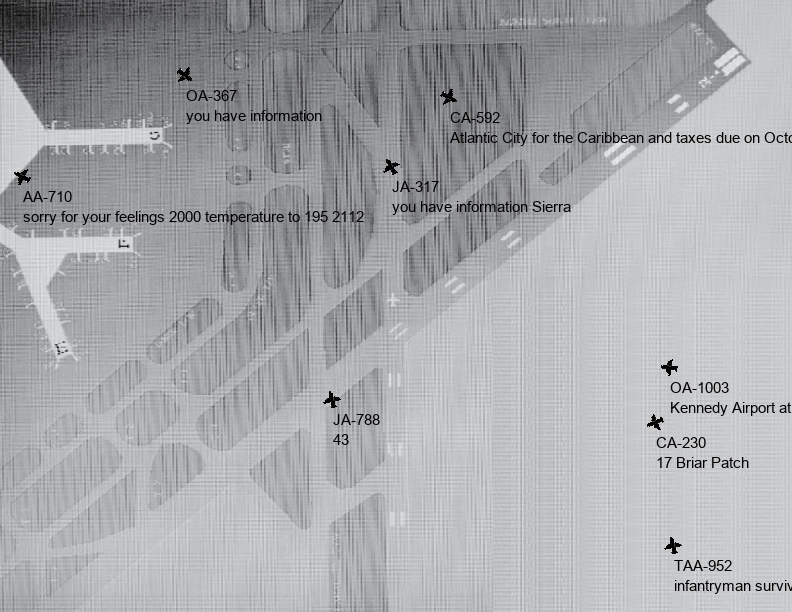 OA-367
you have information
CA-592
Atlantic City for the Caribbean and taxes due on Octo
JA-317
you have information Sierra
AA-710
sorry for your feelings 2000 temperature to 195 2112
JA-788
43
OA-1003
Kennedy Airport at
CA-230
17 Briar Patch
TAA-952
infantryman surviv